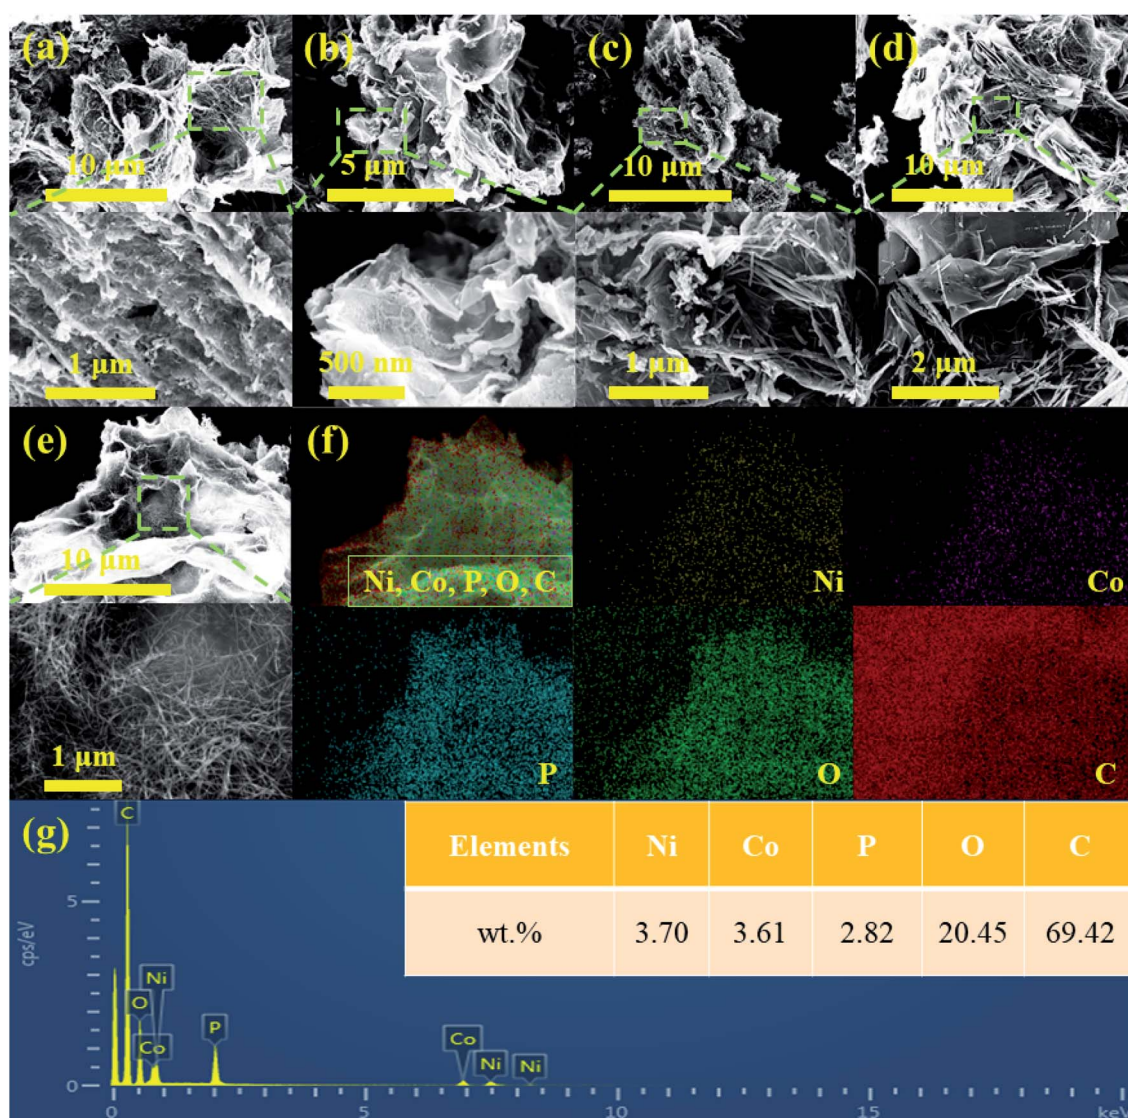 (a) (b) (c) (d)
10 μm 5 μm 10 μm 10 μm
1 μm 500 nm 1 μm 2 μm
(e) (f)
10 μm Ni, Co, P, O, C Ni Co
1 μm P O C
(g)
Elements Ni Co P O C
wt.% 3.70 3.61 2.82 20.45 69.42
cps/eV
5
0
C
O
Ni
Co
P
Co
Ni
Ni
0 5 10 15 keV